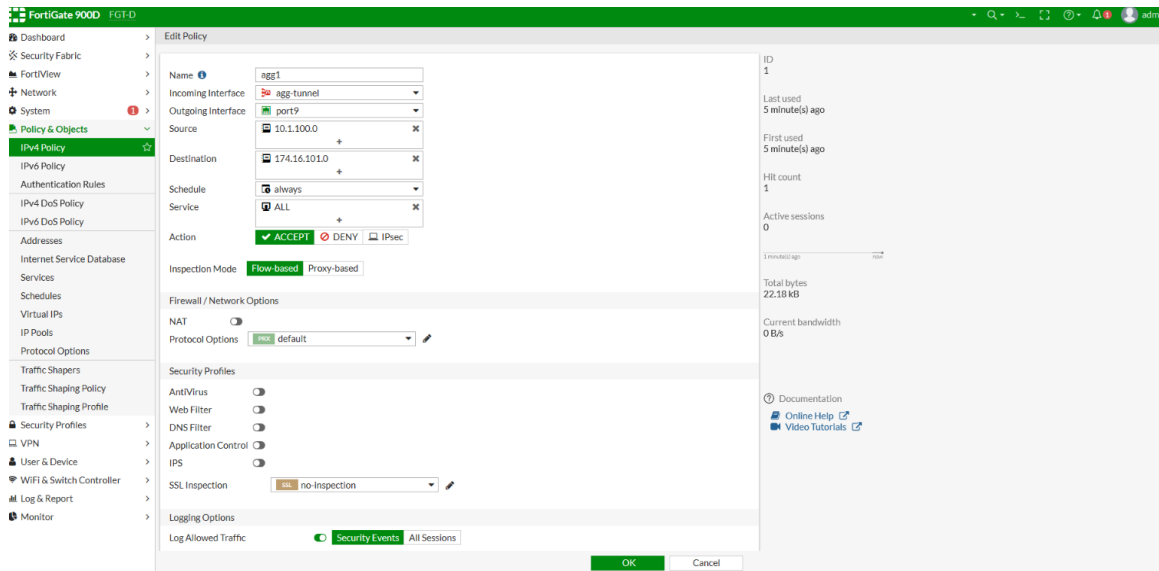 FortiGate 900D FGT-D
adm
Dashboard
Security Fabric
FortiView
Network
System 1
Policy & Objects
IPv4 Policy
IPv6 Policy
Authentication Rules
IPv4 DoS Policy
IPv6 DoS Policy
Addresses
Internet Service Database
Services
Schedules
Virtual IPs
IP Pools
Protocol Options
Traffic Shapers
Traffic Shaping Policy
Traffic Shaping Profile
Security Profiles
VPN
User & Device
WiFi & Switch Controller
Log & Report
Monitor
Edit Policy
Name agg1
Incoming Interface agg-tunnel
Outgoing Interface port9
Source 10.1.100.0
+
Destination 174.16.101.0
+
Schedule always
Service ALL
+
Action ACCEPT DENY IPsec
Inspection Mode Flow-based Proxy-based
Firewall / Network Options
NAT
Protocol Options PRX default
Security Profiles
AntiVirus
Web Filter
DNS Filter
Application Control
IPS
SSL Inspection SSL no-inspection
Logging Options
Log Allowed Traffic Security Events All Sessions
OK Cancel
ID
1
Last used
5 minute(s) ago
First used
5 minute(s) ago
Hit count
1
Active sessions
0
1 minute(s) ago now
Total bytes
22.18 kB
Current bandwidth
0 B/s
Documentation
Online Help
Video Tutorials